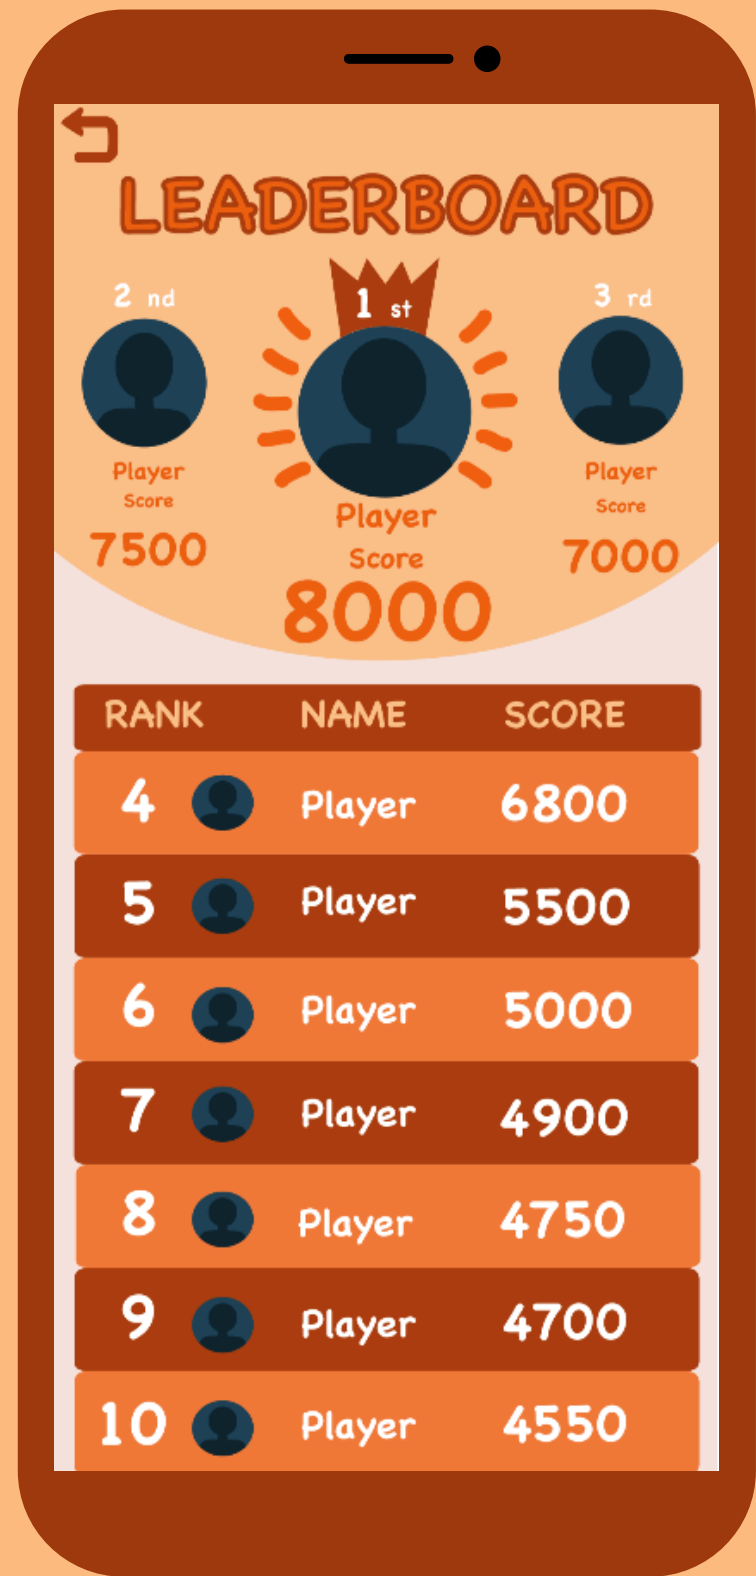 LEADERBOARD
1 st
2 nd
3 rd
Player
Score
7500
Player
Score
8000
Player
Score
7000
RANK NAME SCORE
4 Player 6800
5 Player 5500
6 Player 5000
7 Player 4900
8 Player 4750
9 Player 4700
10 Player 4550